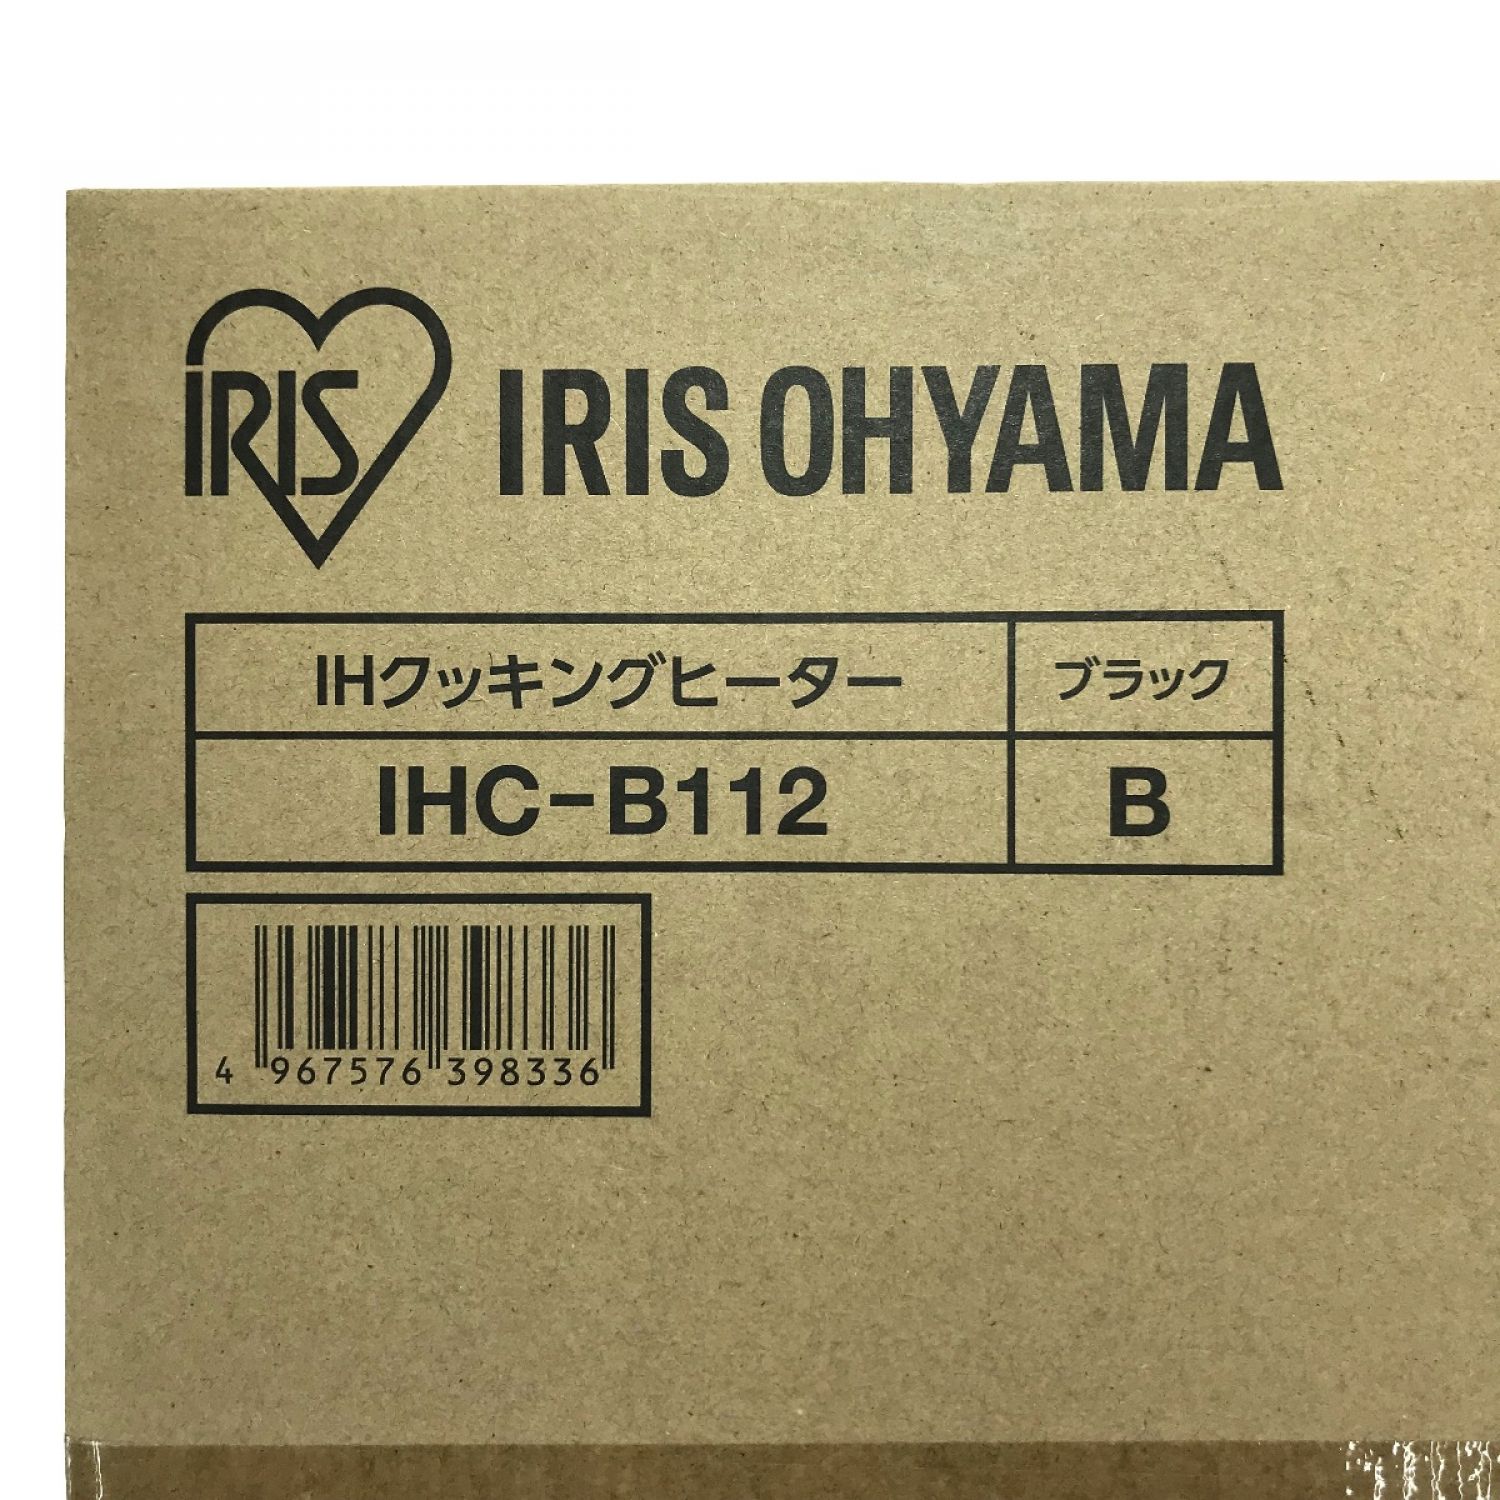 IRIS IRIS OHYAMA
IHクッキングヒーター ブラック
IHC-B112 B
4 967576 398336